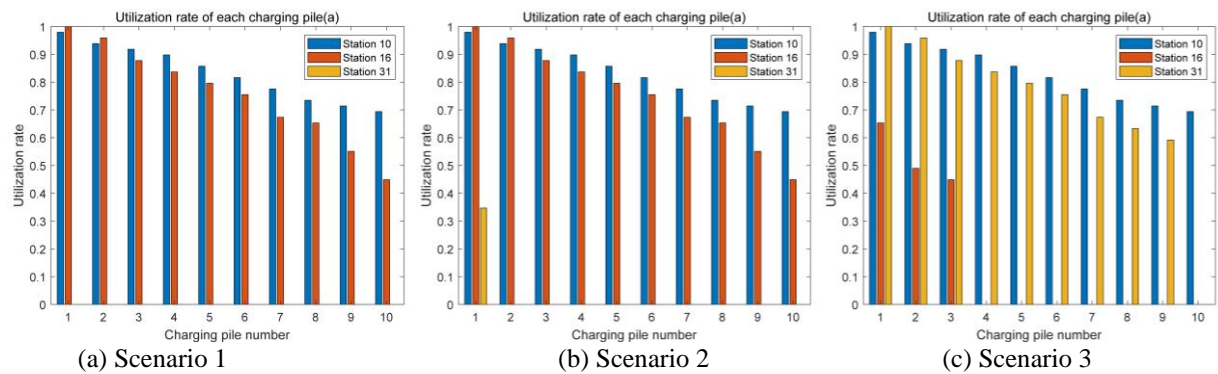 Utilization rate of each charging pile(a)
Utilization rate
1
0.9
0.8
0.7
0.6
0.5
0.4
0.3
0.2
0.1
0
Station 10
Station 16
Station 31
1 2 3 4 5 6 7 8 9 10
Charging pile number
(a) Scenario 1
Utilization rate of each charging pile(a)
Utilization rate
1
0.9
0.8
0.7
0.6
0.5
0.4
0.3
0.2
0.1
0
Station 10
Station 16
Station 31
1 2 3 4 5 6 7 8 9 10
Charging pile number
(b) Scenario 2
Utilization rate of each charging pile(a)
Utilization rate
1
0.9
0.8
0.7
0.6
0.5
0.4
0.3
0.2
0.1
0
Station 10
Station 16
Station 31
1 2 3 4 5 6 7 8 9 10
Charging pile number
(c) Scenario 3